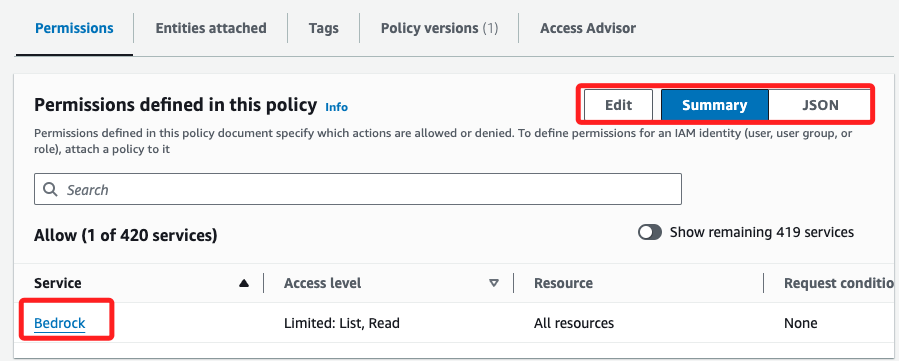 Permissions Entities attached Tags Policy versions (1) Access Advisor
Permissions defined in this policy Info Edit Summary JSON
Permissions defined in this policy document specify which actions are allowed or denied. To define permissions for an IAM identity (user, user group, or
role), attach a policy to it
Search
Allow (1 of 420 services) Show remaining 419 services
Service Access level Resource Request conditio
Bedrock Limited: List, Read All resources None